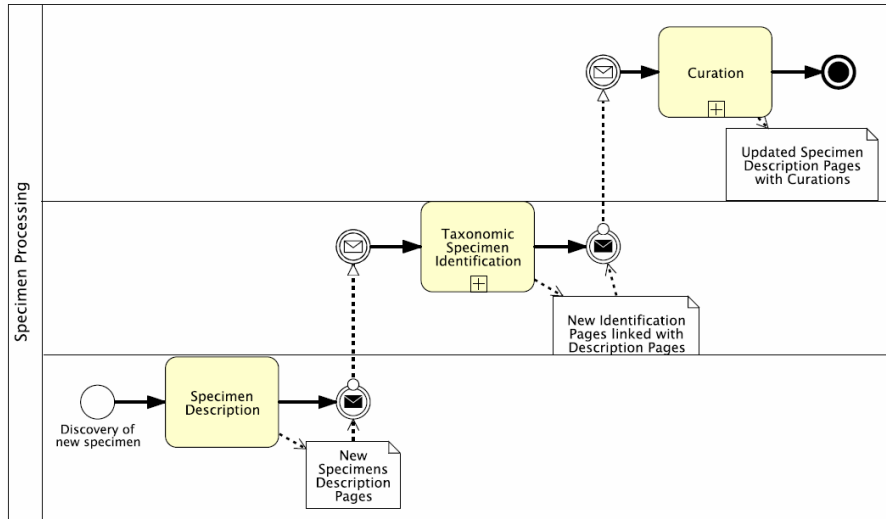 Specimen Processing
Curation
Updated Specimen
Description Pages
with Curations
Taxonomic
Specimen
Identification
New Identification
Pages linked with
Description Pages
Specimen
Description
Discovery of
new specimen
New
Specimens
Description
Pages